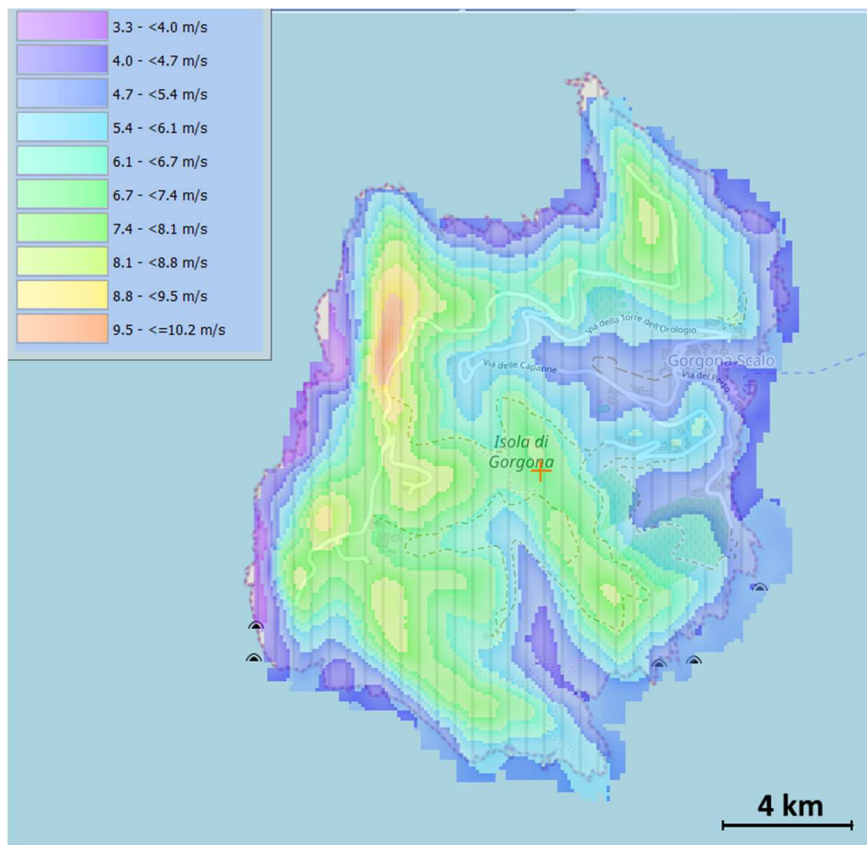 3.3 - <4.0 m/s
4.0 - <4.7 m/s
4.7 - <5.4 m/s
5.4 - <6.1 m/s
6.1 - <6.7 m/s
6.7 - <7.4 m/s
7.4 - <8.1 m/s
8.1 - <8.8 m/s
8.8 - <9.5 m/s
9.5 - <=10.2 m/s
Via della Torre dell'Orologio
Gorgona Scalo
Via delle Capanne
Via del Porto
Isola di
Gorgona
4 km